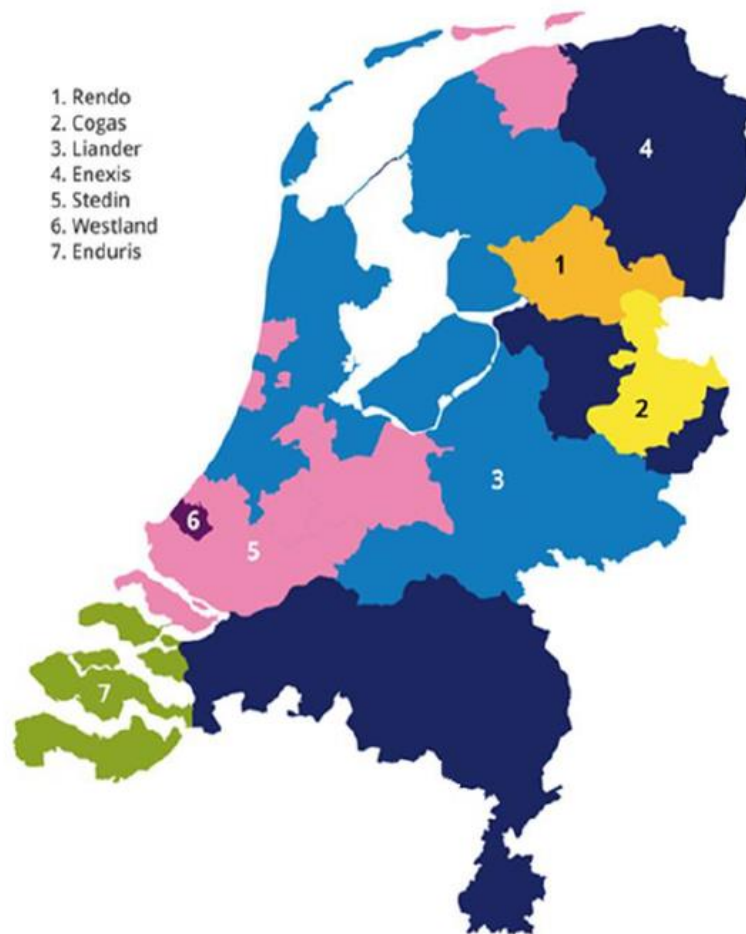 1. Rendo
2. Cogas
3. Liander
4. Enexis
5. Stedin
6. Westland
7. Enduris
4
1
2
3
6
5
7